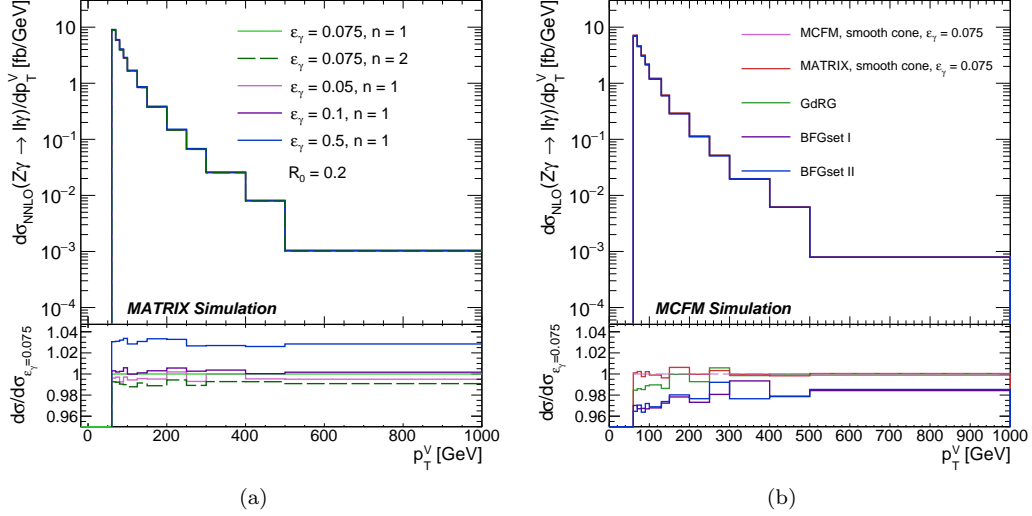 dσ_NNLO(Zγ → llγ)/dp_T^V [fb/GeV]
10
1
10⁻¹
10⁻²
10⁻³
10⁻⁴
ε_γ = 0.075, n = 1
ε_γ = 0.075, n = 2
ε_γ = 0.05, n = 1
ε_γ = 0.1, n = 1
ε_γ = 0.5, n = 1
R_0 = 0.2
MATRIX Simulation
dσ/dσ_ε_γ=0.075
1.04
1.02
1
0.98
0.96
0 200 400 600 800 1000
p_T^V [GeV]
(a)
dσ_NLO(Zγ → llγ)/dp_T^V [fb/GeV]
10
1
10⁻¹
10⁻²
10⁻³
10⁻⁴
MCFM, smooth cone, ε_γ = 0.075
MATRIX, smooth cone, ε_γ = 0.075
GdRG
BFGset I
BFGset II
MCFM Simulation
dσ/dσ_ε_γ=0.075
1.04
1.02
1
0.98
0.96
0 100 200 300 400 500 600 700 800 900 1000
p_T^V [GeV]
(b)